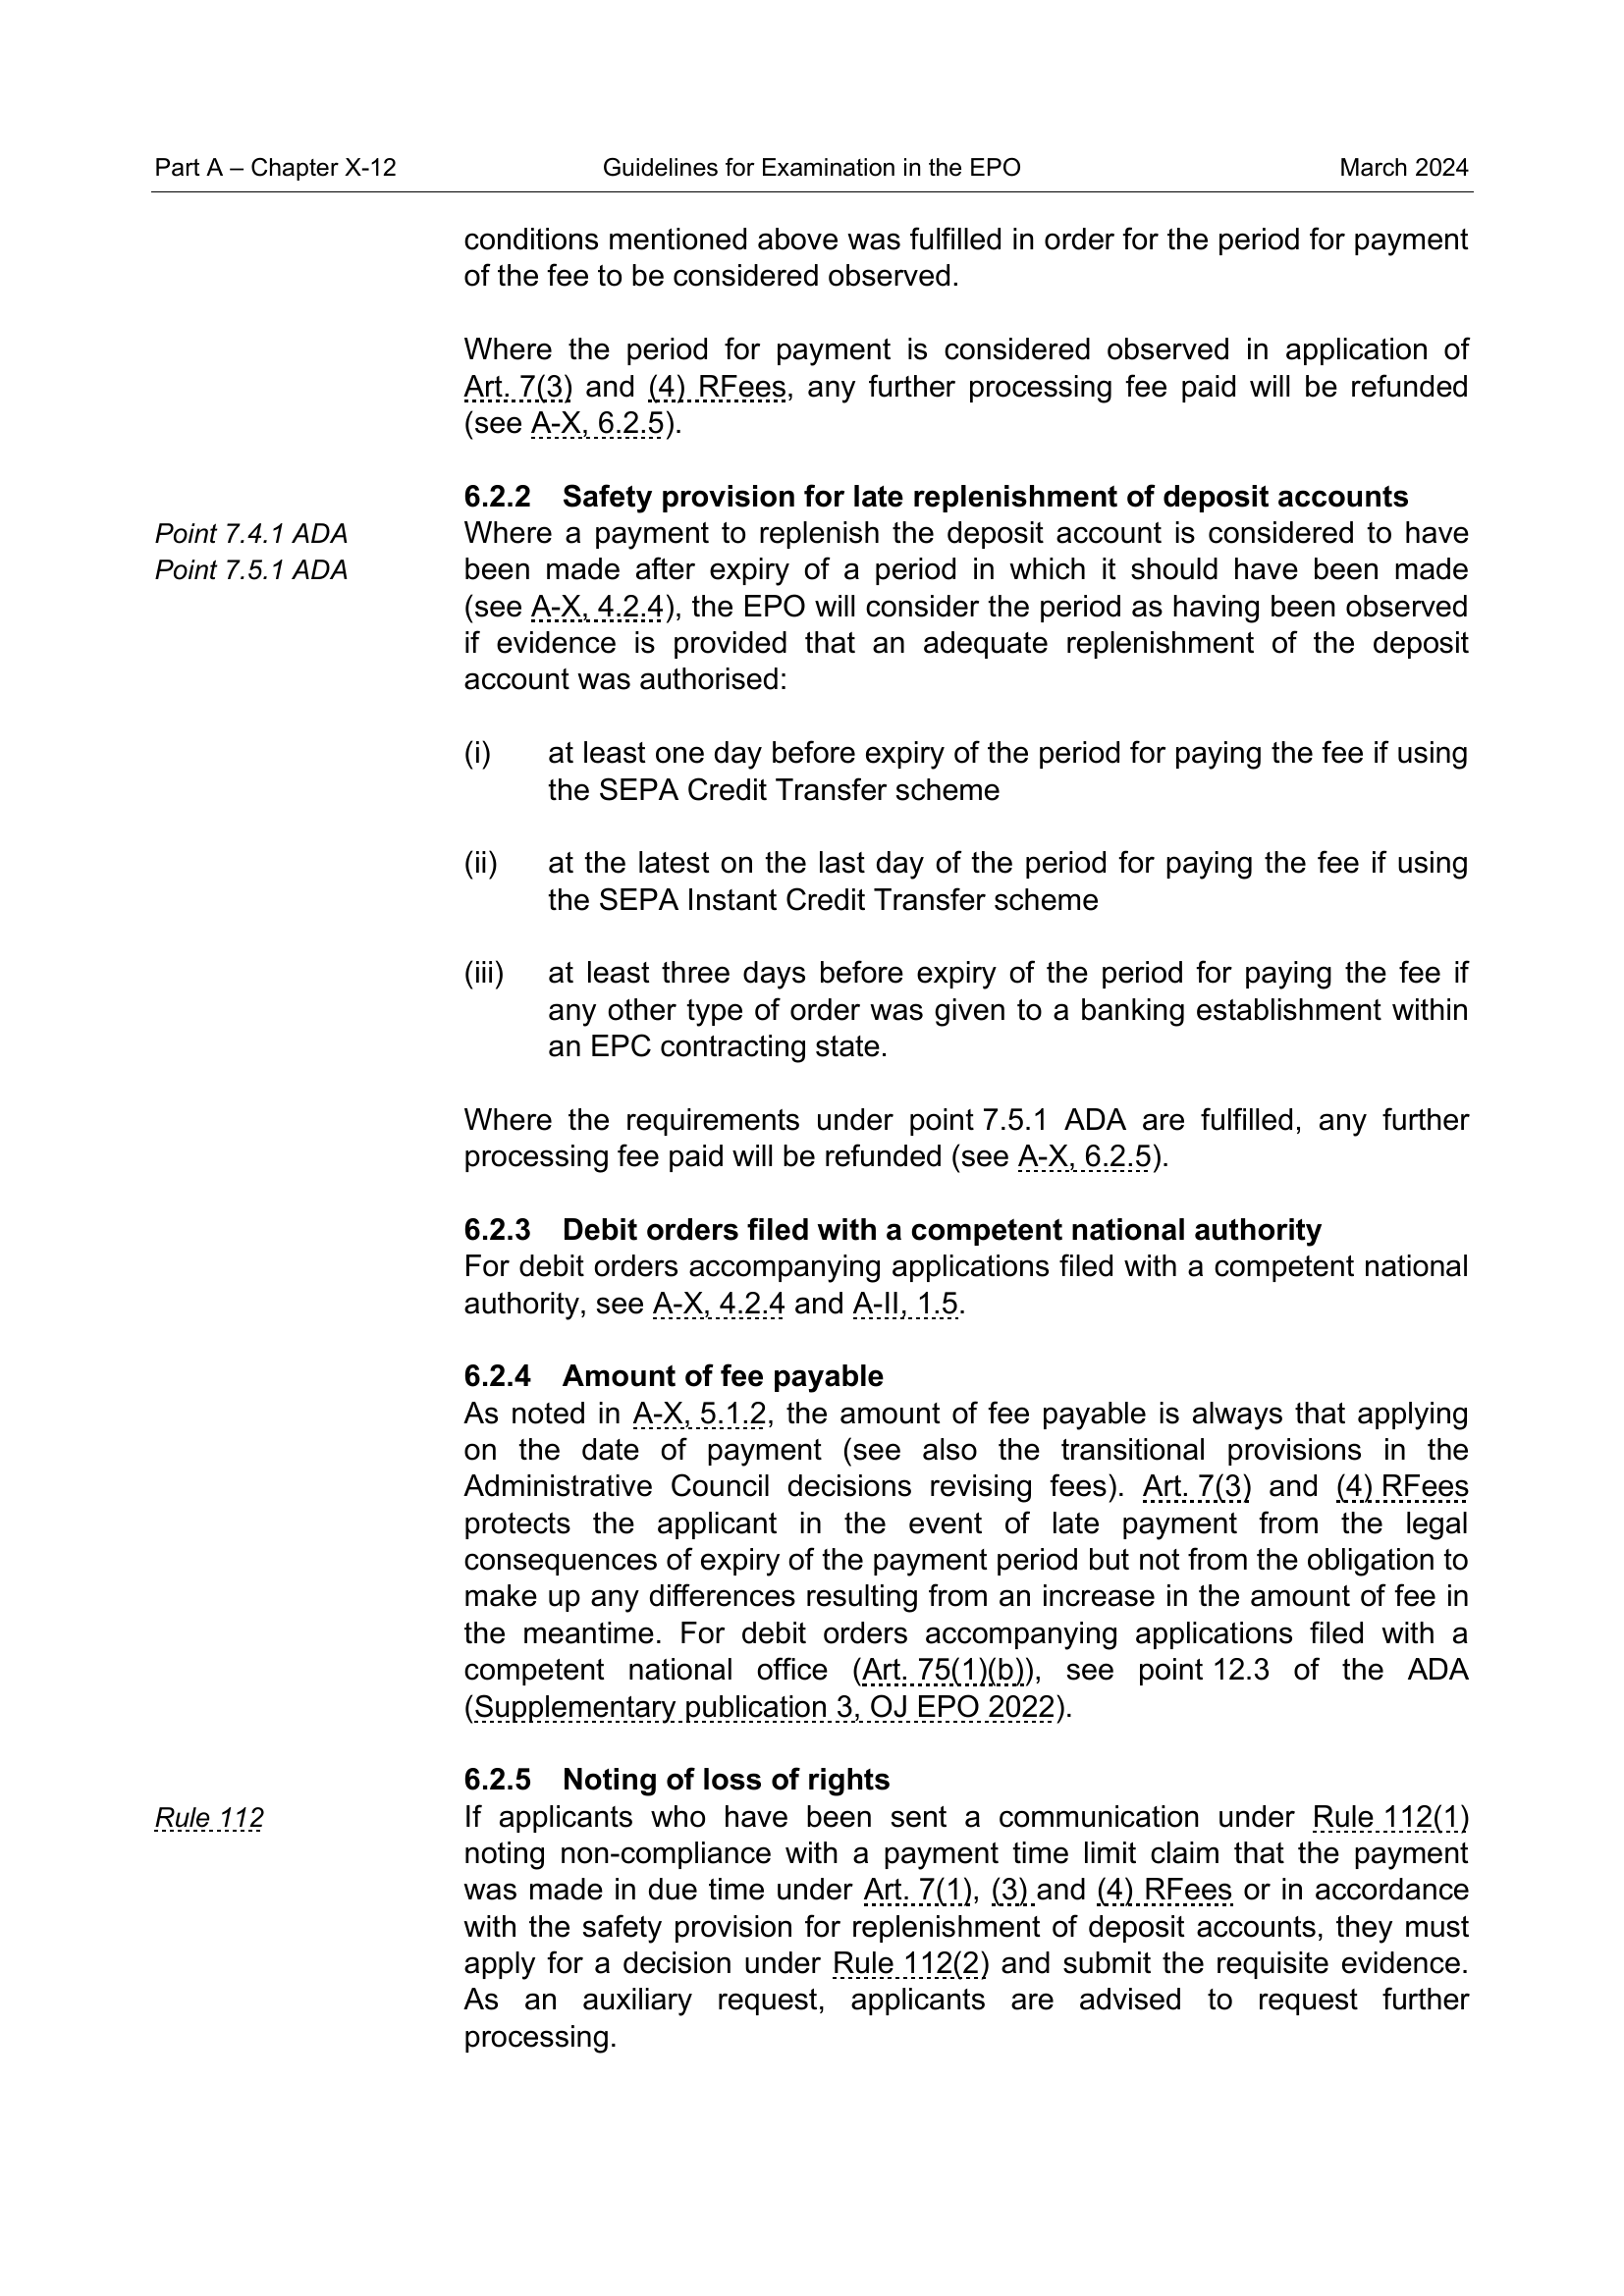 Part A – Chapter X-12 Guidelines for Examination in the EPO March 2024
conditions mentioned above was fulfilled in order for the period for payment
of the fee to be considered observed.
Where the period for payment is considered observed in application of
Art. 7(3) and (4) RFees, any further processing fee paid will be refunded
(see A-X, 6.2.5).
6.2.2 Safety provision for late replenishment of deposit accounts
Point 7.4.1 ADA
Point 7.5.1 ADA
Where a payment to replenish the deposit account is considered to have
been made after expiry of a period in which it should have been made
(see A-X, 4.2.4), the EPO will consider the period as having been observed
if evidence is provided that an adequate replenishment of the deposit
account was authorised:
(i) at least one day before expiry of the period for paying the fee if using
the SEPA Credit Transfer scheme
(ii) at the latest on the last day of the period for paying the fee if using
the SEPA Instant Credit Transfer scheme
(iii) at least three days before expiry of the period for paying the fee if
any other type of order was given to a banking establishment within
an EPC contracting state.
Where the requirements under point 7.5.1 ADA are fulfilled, any further
processing fee paid will be refunded (see A-X, 6.2.5).
6.2.3 Debit orders filed with a competent national authority
For debit orders accompanying applications filed with a competent national
authority, see A-X, 4.2.4 and A-II, 1.5.
6.2.4 Amount of fee payable
As noted in A-X, 5.1.2, the amount of fee payable is always that applying
on the date of payment (see also the transitional provisions in the
Administrative Council decisions revising fees). Art. 7(3) and (4) RFees
protects the applicant in the event of late payment from the legal
consequences of expiry of the payment period but not from the obligation to
make up any differences resulting from an increase in the amount of fee in
the meantime. For debit orders accompanying applications filed with a
competent national office (Art. 75(1)(b)), see point 12.3 of the ADA
(Supplementary publication 3, OJ EPO 2022).
6.2.5 Noting of loss of rights
Rule 112
If applicants who have been sent a communication under Rule 112(1)
noting non-compliance with a payment time limit claim that the payment
was made in due time under Art. 7(1), (3) and (4) RFees or in accordance
with the safety provision for replenishment of deposit accounts, they must
apply for a decision under Rule 112(2) and submit the requisite evidence.
As an auxiliary request, applicants are advised to request further
processing.